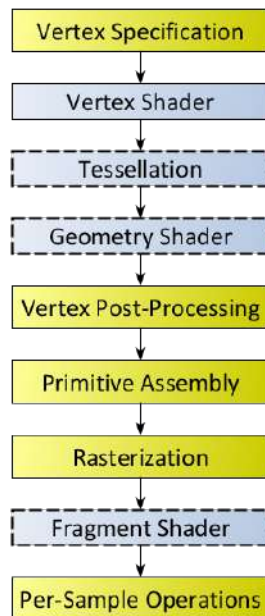 Vertex Specification
Vertex Shader
Tessellation
Geometry Shader
Vertex Post-Processing
Primitive Assembly
Rasterization
Fragment Shader
Per-Sample Operations